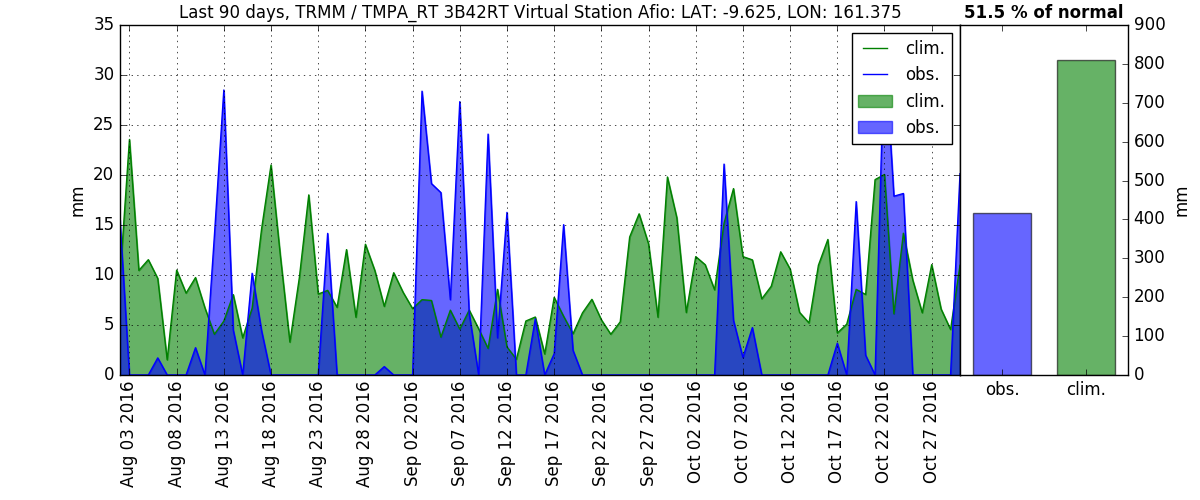 Last 90 days, TRMM / TMPA_RT 3B42RT Virtual Station Afio: LAT: -9.625, LON: 161.375
51.5 % of normal
35
30
25
20
15
10
5
0
mm
clim.
obs.
clim.
obs.
900
800
700
600
500
400
300
200
100
0
mm
obs.
clim.
Aug 03 2016
Aug 08 2016
Aug 13 2016
Aug 18 2016
Aug 23 2016
Aug 28 2016
Sep 02 2016
Sep 07 2016
Sep 12 2016
Sep 17 2016
Sep 22 2016
Sep 27 2016
Oct 02 2016
Oct 07 2016
Oct 12 2016
Oct 17 2016
Oct 22 2016
Oct 27 2016